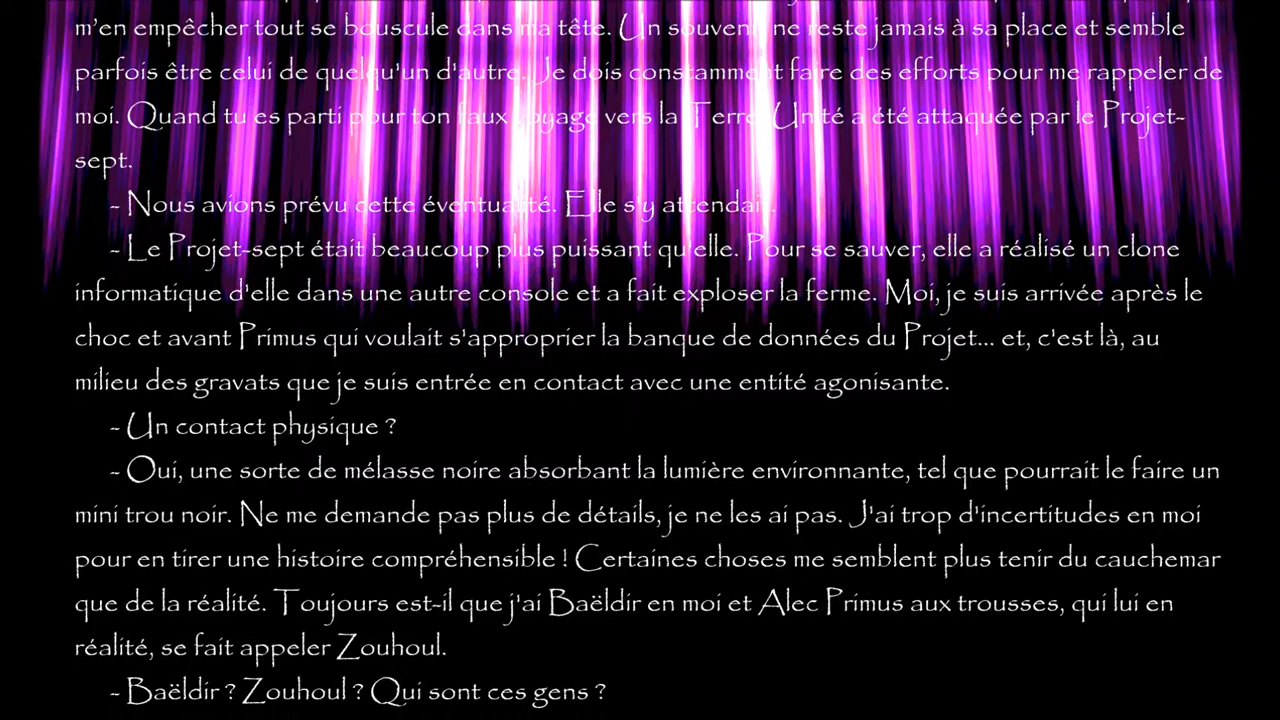 m'en empêcher tout se bouscule dans ma tête. Un souvenir ne reste jamais à sa place et semble
parfois être celui de quelqu'un d'autre. Je dois constamment faire des efforts pour me rappeler de
moi. Quand tu es parti pour ton faux voyage vers la Terre, Unité a été attaquée par le Projet-
sept.
- Nous avions prévu cette éventualité. Elle s'y attendait.
- Le Projet-sept était beaucoup plus puissant qu'elle. Pour se sauver, elle a réalisé un clone
informatique d'elle dans une autre console et a fait exploser la ferme. Moi, je suis arrivée après le
choc et avant Primus qui voulait s'approprier la banque de données du Projet... et, c'est là, au
milieu des gravats que je suis entrée en contact avec une entité agonisante.
- Un contact physique ?
- Oui, une sorte de mélasse noire absorbant la lumière environnante, tel que pourrait le faire un
mini trou noir. Ne me demande pas plus de détails, je ne les ai pas. J'ai trop d'incertitudes en moi
pour en tirer une histoire compréhensible ! Certaines choses me semblent plus tenir du cauchemar
que de la réalité. Toujours est-il que j'ai Baëldir en moi et Alec Primus aux trousses, qui lui en
réalité, se fait appeler Zouhoul.
- Baëldir ? Zouhoul ? Qui sont ces gens ?